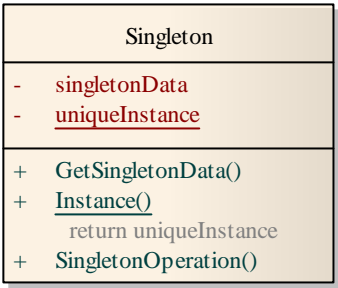 Singleton
- singletonData
- uniqueInstance
+ GetSingletonData()
+ Instance()
return uniqueInstance
+ SingletonOperation()